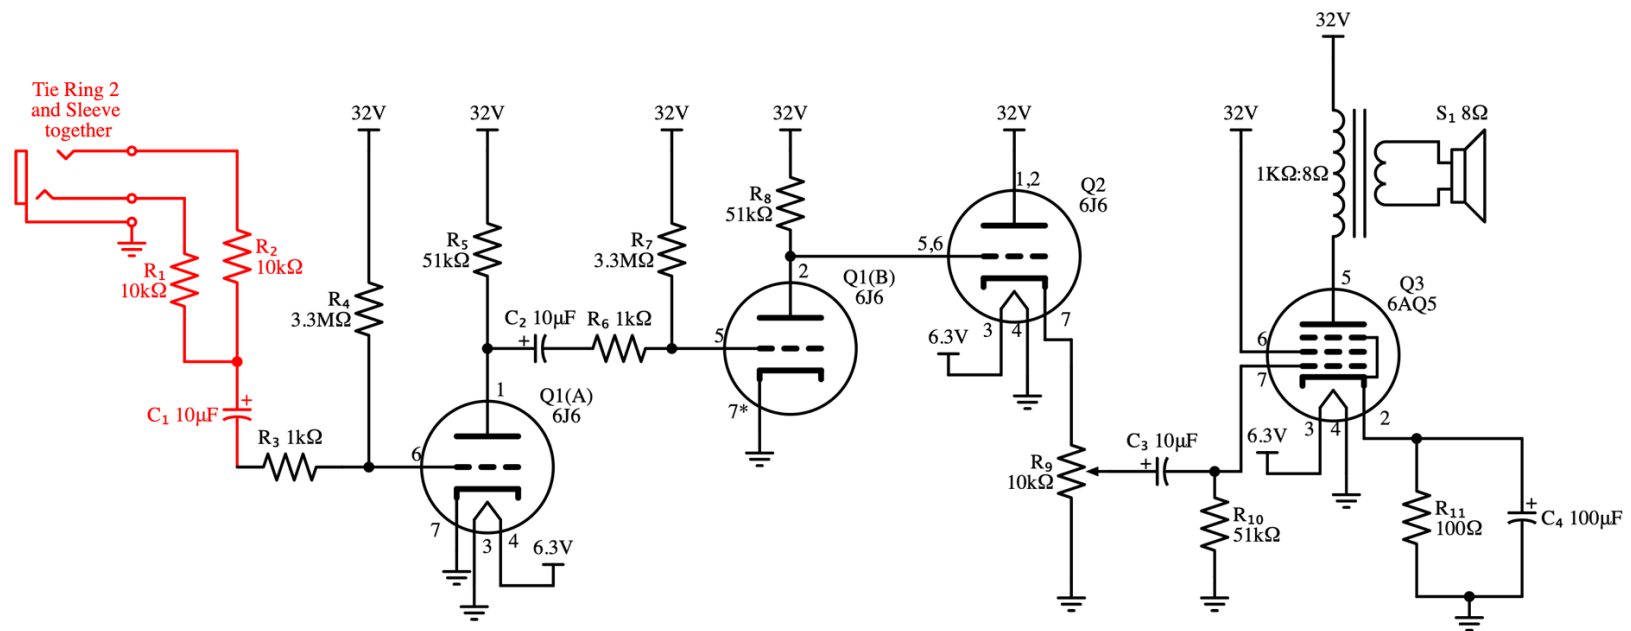 Tie Ring 2
and Sleeve
together
R₁
10kΩ
R₂
10kΩ
C₁ 10µF
+
R₃ 1kΩ
32V
R₄
3.3MΩ
32V
R₅
51kΩ
1
Q1(A)
6J6
6
7
3
4
6.3V
C₂ 10µF
+
R₆ 1kΩ
32V
R₇
3.3MΩ
32V
R₈
51kΩ
2
Q1(B)
6J6
5
7*
32V
1,2
Q2
6J6
5,6
6.3V
3
4
7
R₉
10kΩ
C₃ 10µF
+
R₁₀
51kΩ
32V
32V
1KΩ:8Ω
S₁ 8Ω
5
Q3
6AQ5
6
7
6.3V
3
4
2
R₁₁
100Ω
+
C₄ 100µF